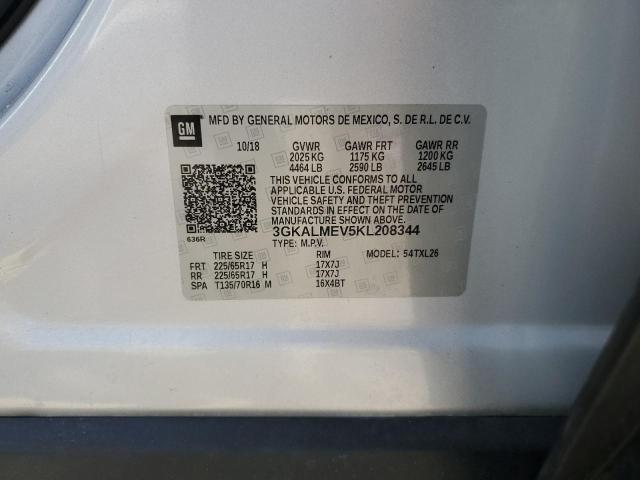 GM
MFD BY GENERAL MOTORS DE MEXICO, S. DE R.L. DE C.V.
10/18 GVWR GAWR FRT GAWR RR
2025 KG 1175 KG 1200 KG
4464 LB 2590 LB 2645 LB
THIS VEHICLE CONFORMS TO ALL
APPLICABLE U.S. FEDERAL MOTOR
VEHICLE SAFETY AND THEFT PREVENTION
STANDARDS IN EFFECT ON THE DATE OF
MANUFACTURE SHOWN ABOVE.
636R
3GKALMEV5KL208344
TYPE: M.P.V. MODEL: 54TXL26
TIRE SIZE RIM
FRT 225/65R17 H 17X7J
RR 225/65R17 H 17X7J
SPA T135/70R16 M 16X4BT